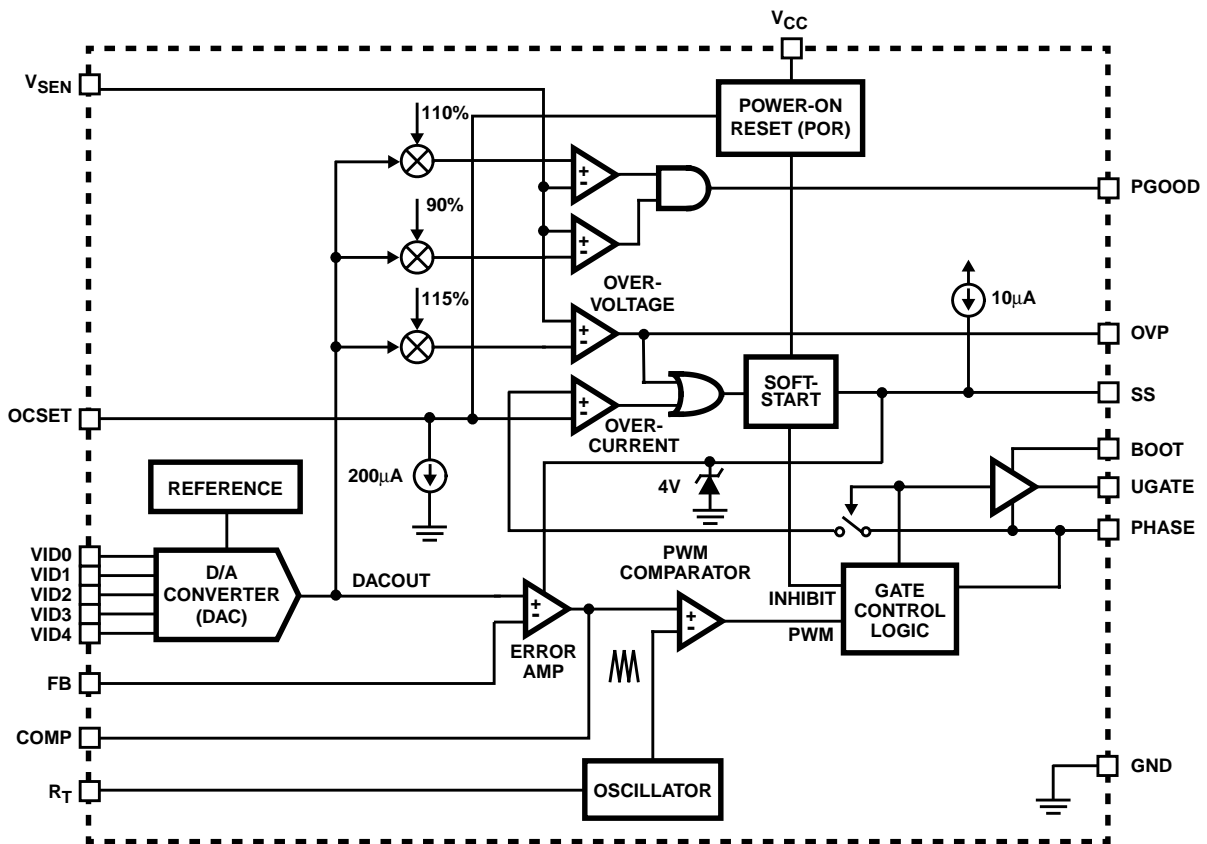 VCC
VSEN
110%
POWER-ON
RESET (POR)
+
-
PGOOD
90%
+
-
OVER-
VOLTAGE
115%
10µA
+
-
OVP
SOFT-
START
SS
OCSET
+
-
OVER-
CURRENT
BOOT
200µA
4V
UGATE
REFERENCE
PHASE
VID0
VID1
VID2
VID3
VID4
D/A
CONVERTER
(DAC)
DACOUT
PWM
COMPARATOR
+
-
ERROR
AMP
+
-
INHIBIT
PWM
GATE
CONTROL
LOGIC
FB
COMP
GND
RT
OSCILLATOR